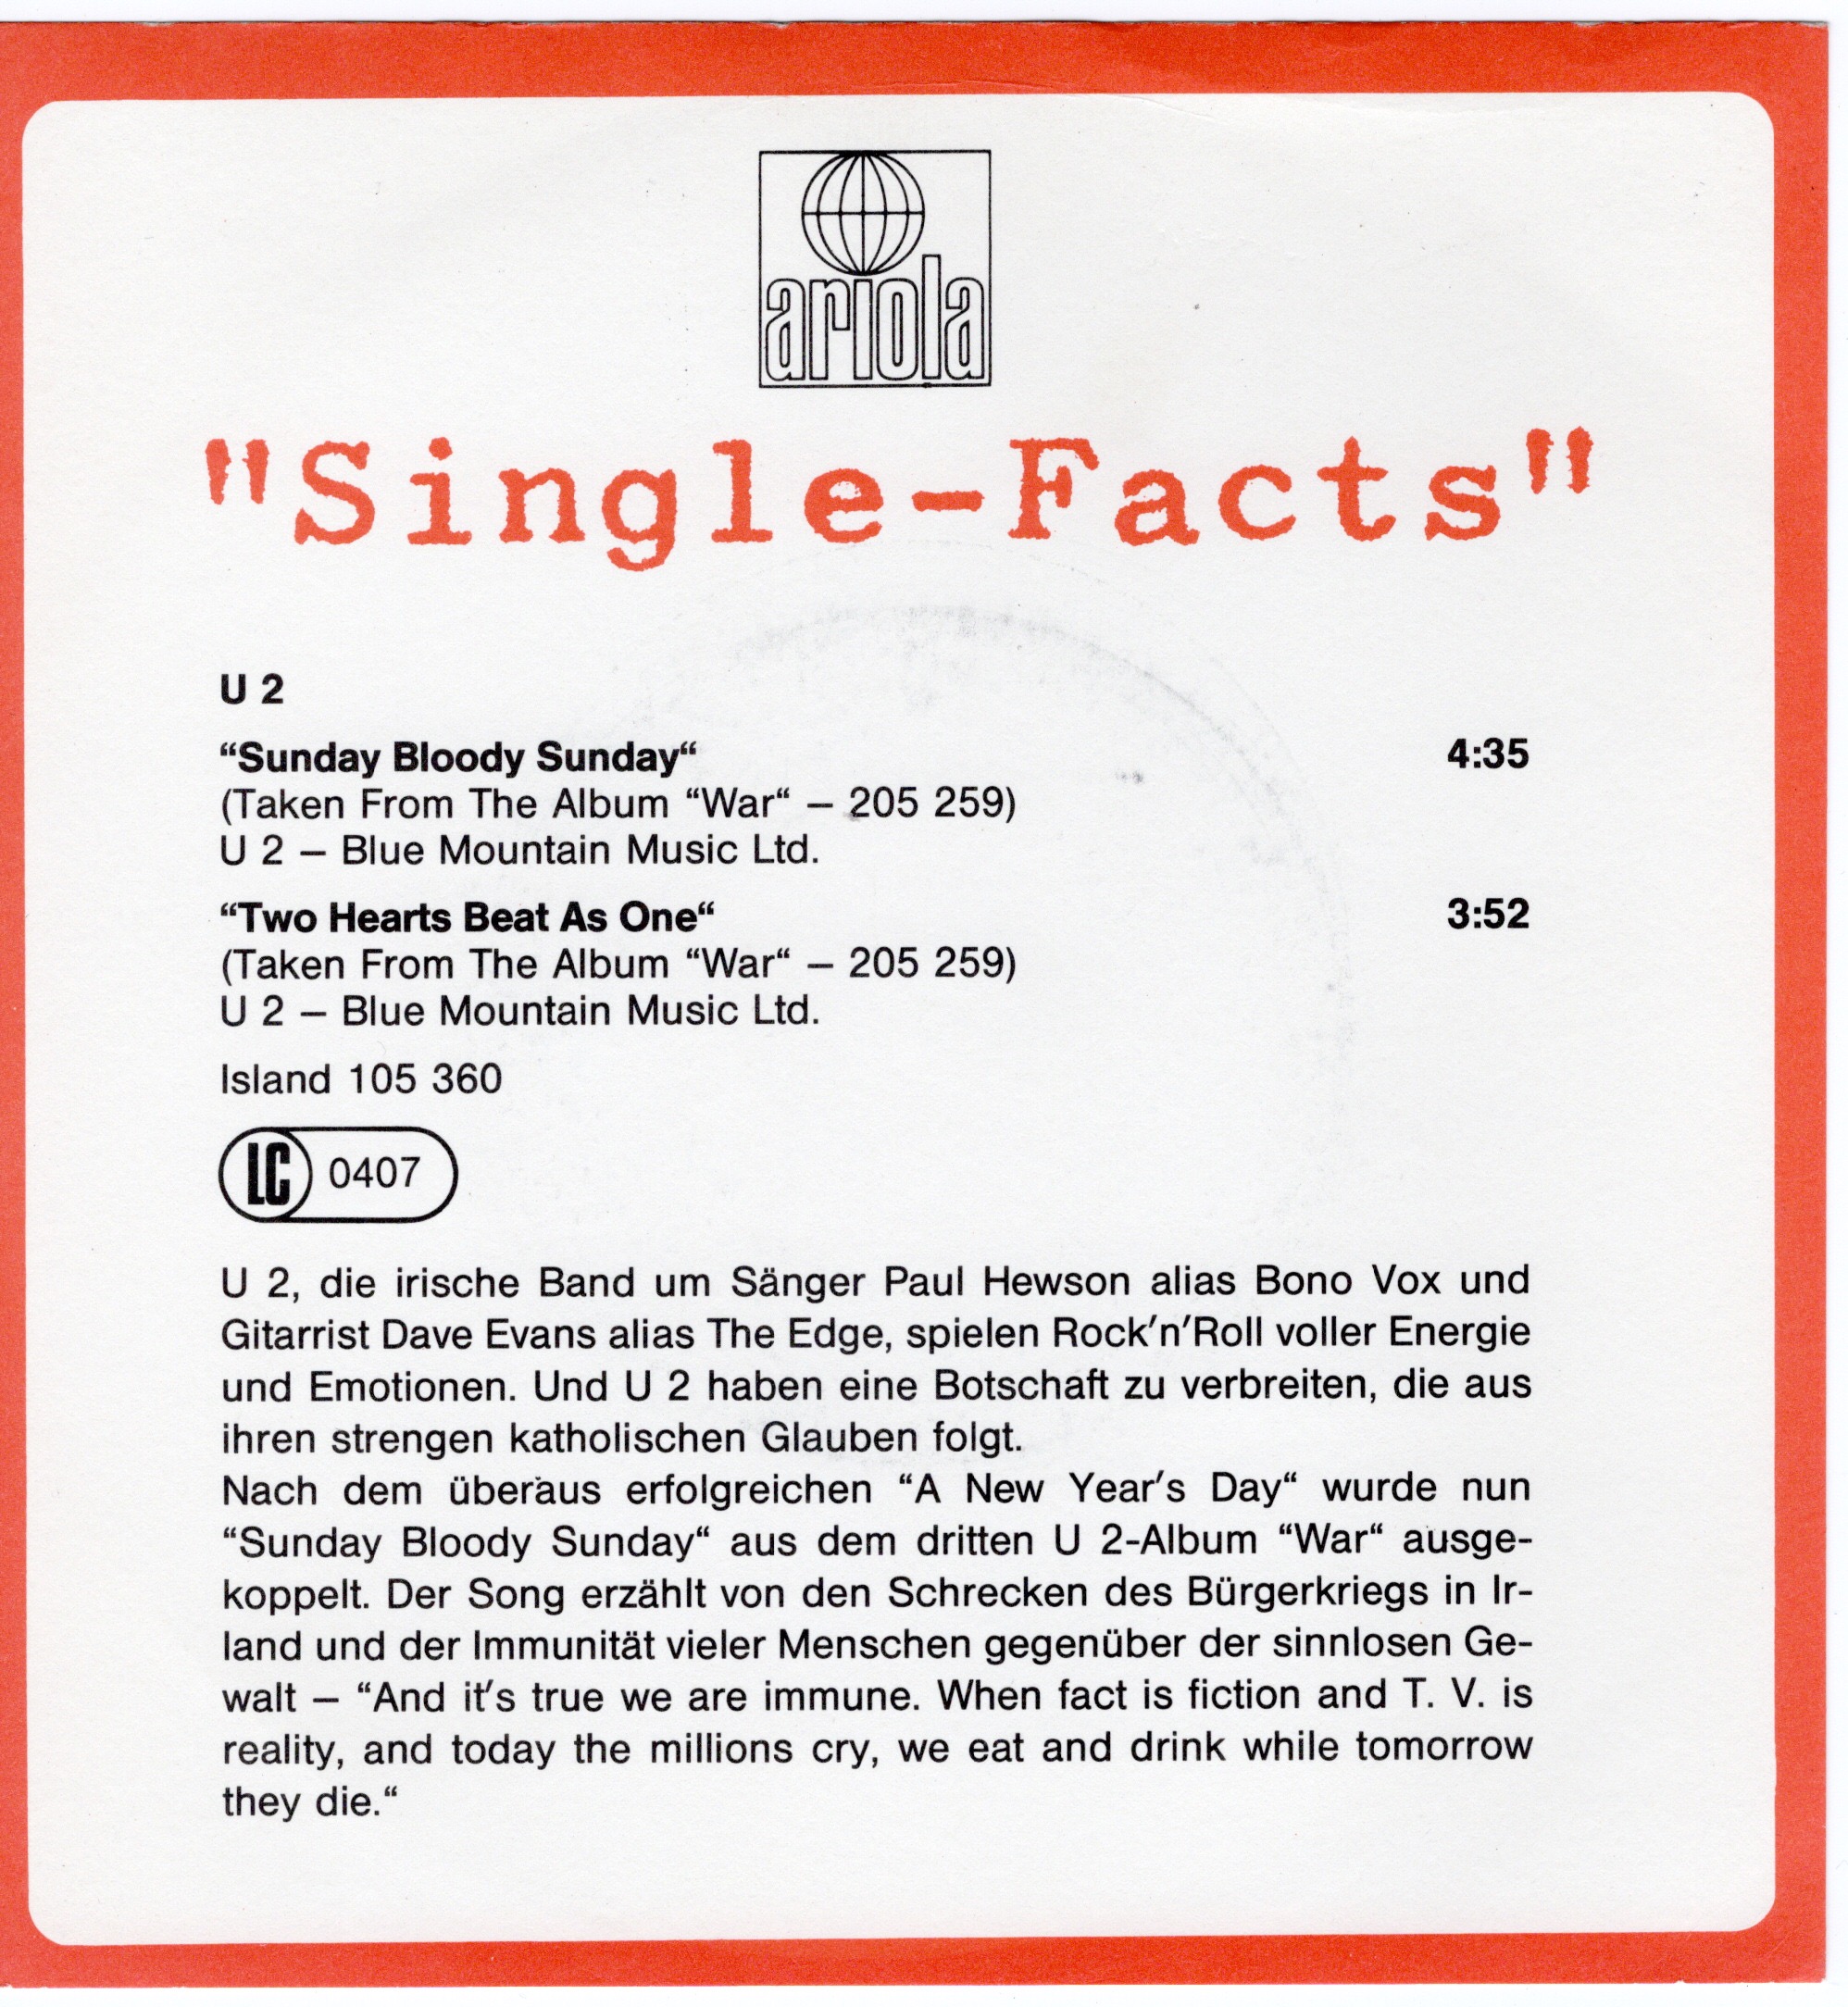 ariola
"Single-Facts"
U 2
“Sunday Bloody Sunday“ 4:35
(Taken From The Album “War“ – 205 259)
U 2 – Blue Mountain Music Ltd.
“Two Hearts Beat As One“ 3:52
(Taken From The Album “War“ – 205 259)
U 2 – Blue Mountain Music Ltd.
Island 105 360
LC 0407
U 2, die irische Band um Sänger Paul Hewson alias Bono Vox und
Gitarrist Dave Evans alias The Edge, spielen Rock′n′Roll voller Energie
und Emotionen. Und U 2 haben eine Botschaft zu verbreiten, die aus
ihren strengen katholischen Glauben folgt.
Nach dem überaus erfolgreichen “A New Year′s Day“ wurde nun
“Sunday Bloody Sunday“ aus dem dritten U 2-Album “War“ ausge-
koppelt. Der Song erzählt von den Schrecken des Bürgerkriegs in Ir-
land und der Immunität vieler Menschen gegenüber der sinnlosen Ge-
walt – “And it′s true we are immune. When fact is fiction and T. V. is
reality, and today the millions cry, we eat and drink while tomorrow
they die.“